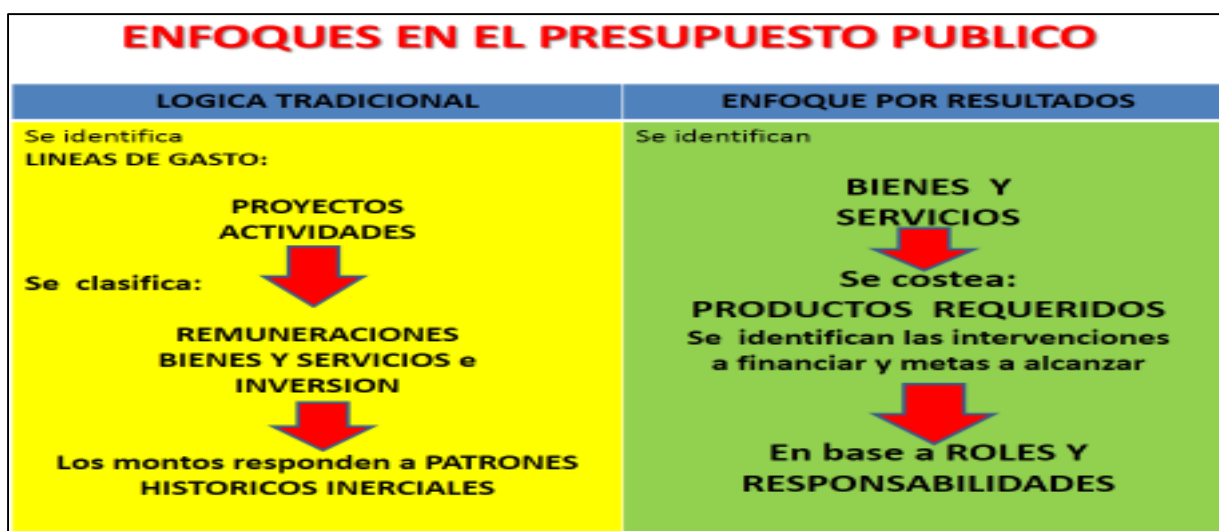 ENFOQUES EN EL PRESUPUESTO PUBLICO
LOGICA TRADICIONAL
Se identifica
LINEAS DE GASTO:
PROYECTOS
ACTIVIDADES
Se clasifica:
REMUNERACIONES
BIENES Y SERVICIOS e
INVERSION
Los montos responden a PATRONES
HISTORICOS INERCIALES
ENFOQUE POR RESULTADOS
Se identifican
BIENES Y
SERVICIOS
Se costea:
PRODUCTOS REQUERIDOS
Se identifican las intervenciones
a financiar y metas a alcanzar
En base a ROLES Y
RESPONSABILIDADES